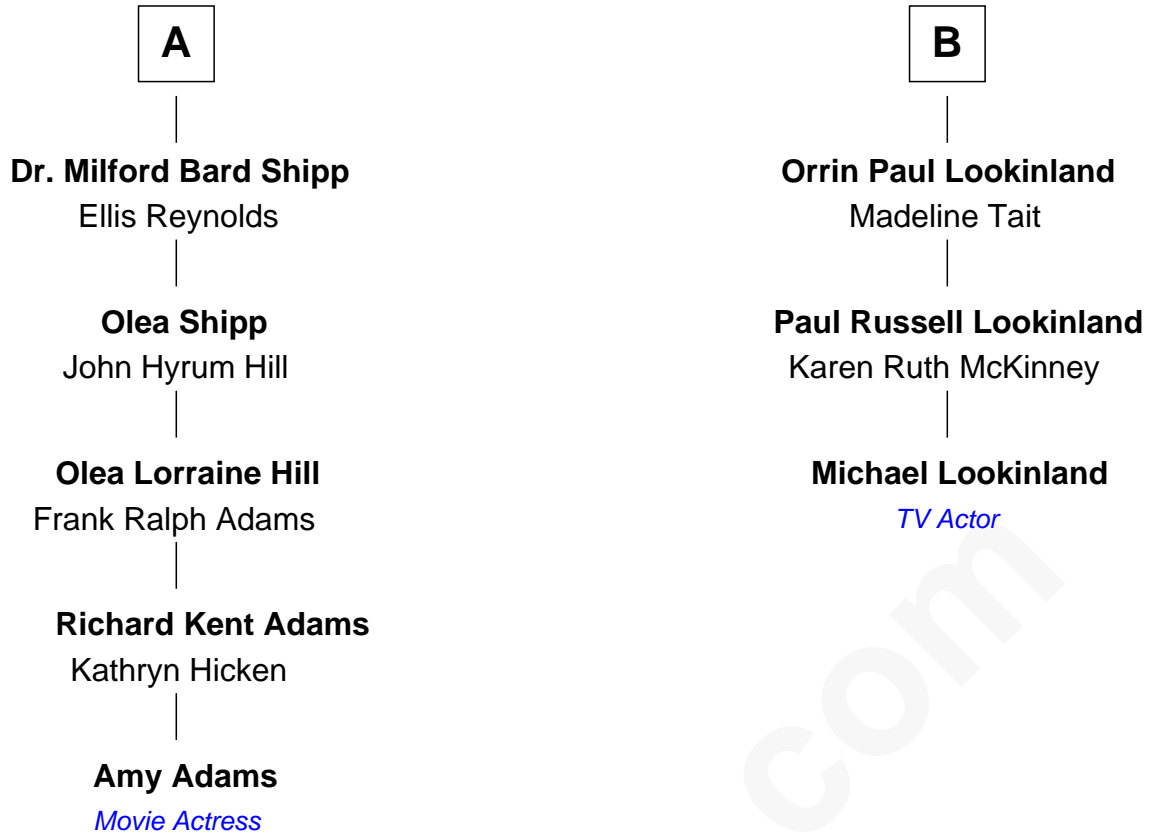 A
Dr. Milford Bard Shipp
Ellis Reynolds
Olea Shipp
John Hyrum Hill
Olea Lorraine Hill
Frank Ralph Adams
Richard Kent Adams
Kathryn Hicken
Amy Adams
Movie Actress
B
Orrin Paul Lookinland
Madeline Tait
Paul Russell Lookinland
Karen Ruth McKinney
Michael Lookinland
TV Actor
com